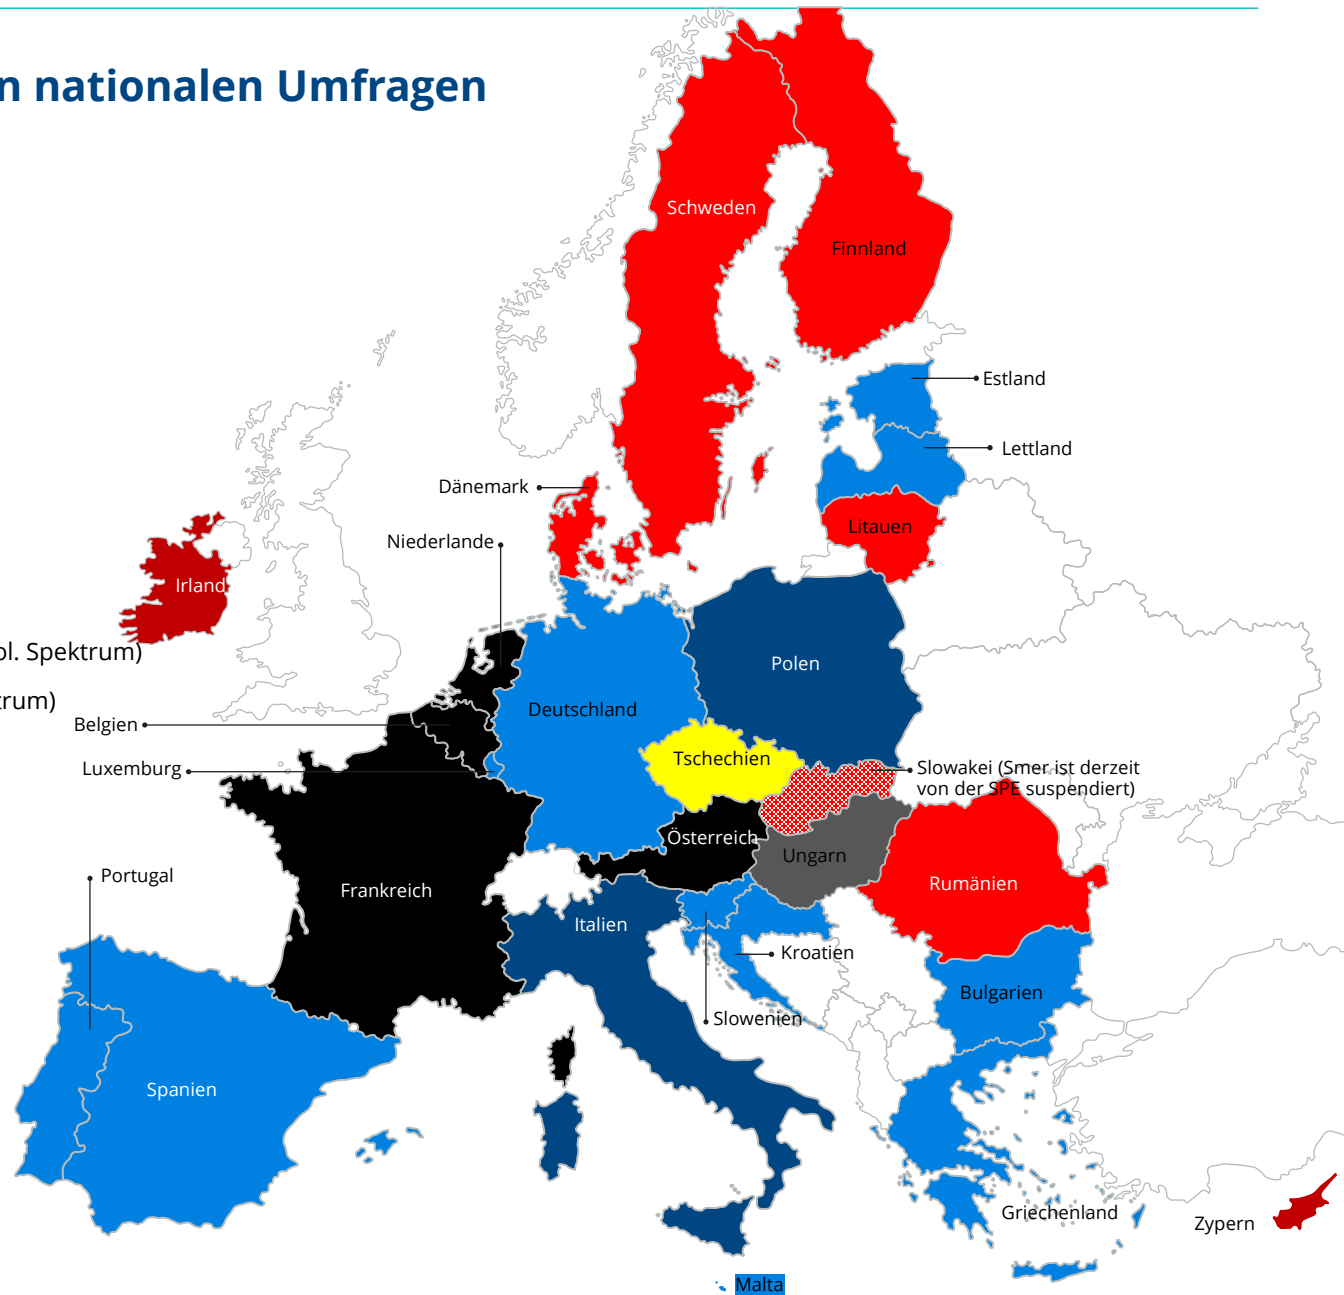 n nationalen Umfragen
Schweden
Finnland
Estland
Lettland
Dänemark
Litauen
Niederlande
Irland
ol. Spektrum)
Polen
trum)
Deutschland
Belgien
Tschechien
Luxemburg
Slowakei (Smer ist derzeit
von der SPE suspendiert)
Österreich
Ungarn
Portugal
Frankreich
Rumänien
Italien
Kroatien
Bulgarien
Slowenien
Spanien
Griechenland
Zypern
Malta